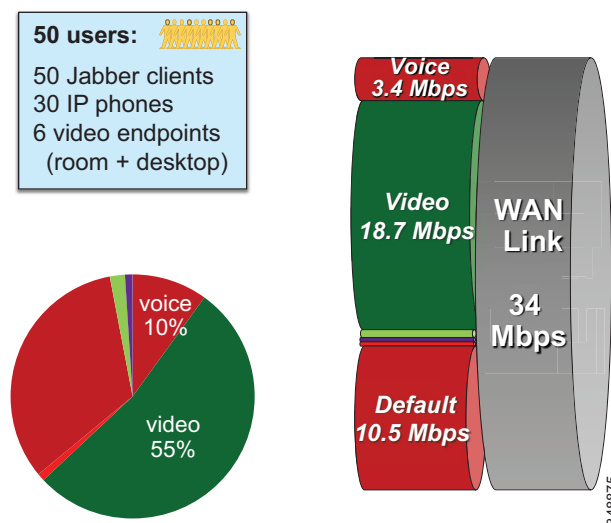 50 users:
50 Jabber clients
30 IP phones
6 video endpoints
(room + desktop)
Voice
3.4 Mbps
Video
18.7 Mbps
WAN
Link
34
Mbps
Default
10.5 Mbps
voice
10%
video
55%